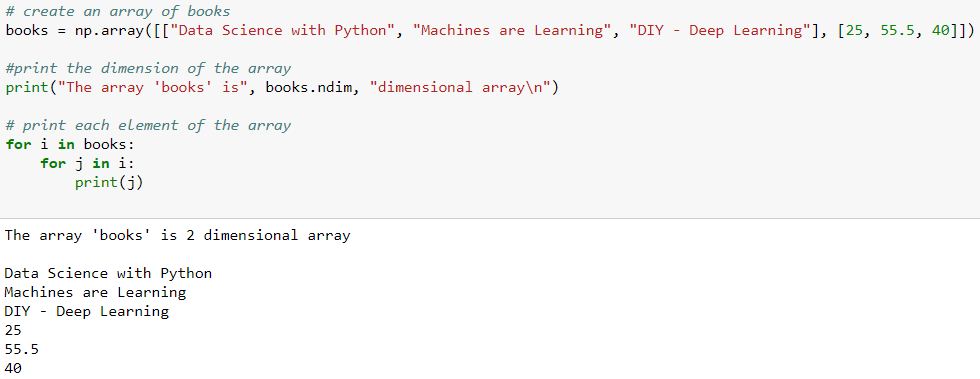 # create an array of books
books = np.array([["Data Science with Python", "Machines are Learning", "DIY - Deep Learning"], [25, 55.5, 40]])
#print the dimension of the array
print("The array 'books' is", books.ndim, "dimensional array\n")
# print each element of the array
for i in books:
    for j in i:
        print(j)
The array 'books' is 2 dimensional array
Data Science with Python
Machines are Learning
DIY - Deep Learning
25
55.5
40